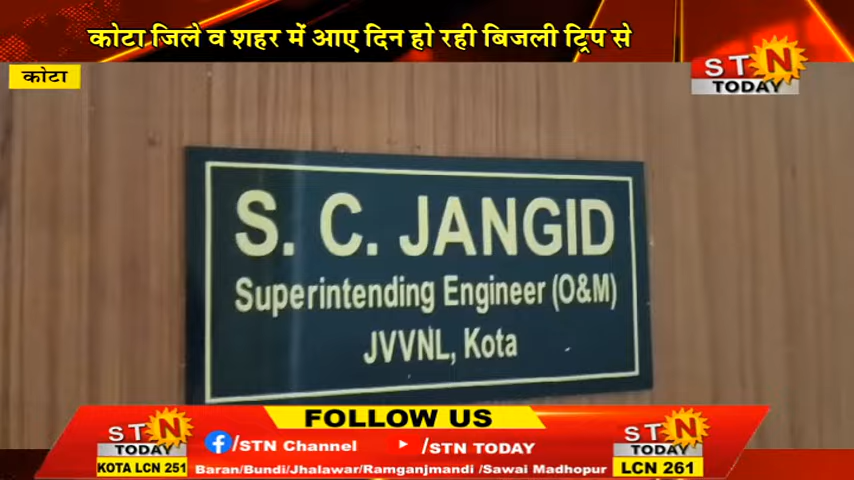 कोटा जिले व शहर में आए दिन हो रही बिजली ट्रिप से
कोटा
STN
TODAY
S. C. JANGID
Superintending Engineer (O&M)
JVVNL, Kota
FOLLOW US
STN
TODAY
KOTA LCN 251
/STN Channel
/STN TODAY
Baran/Bundi/Jhalawar/Ramganjmandi /Sawai Madhopur
STN
TODAY
LCN 261